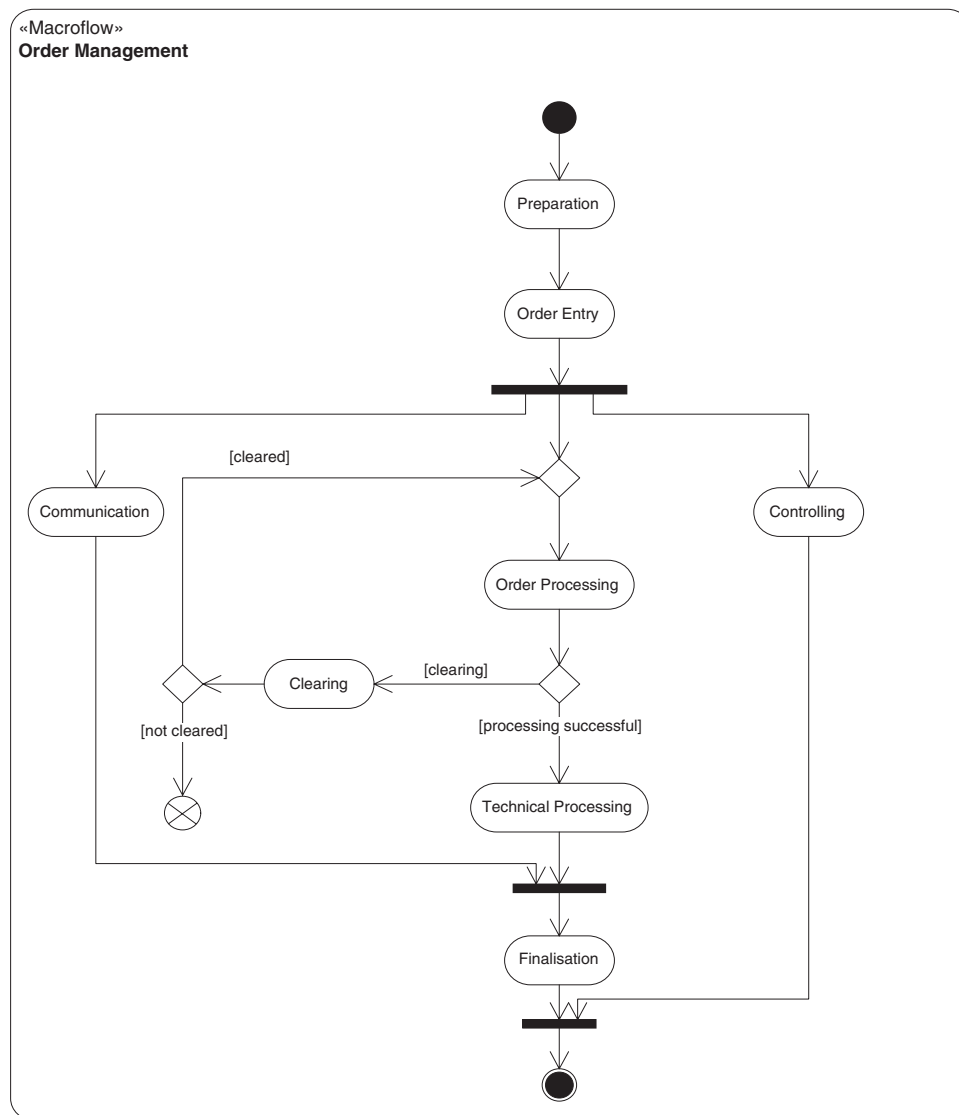 «Macroflow»
Order Management
Preparation
Order Entry
[cleared]
Communication
Controlling
Order Processing
[clearing]
Clearing
[not cleared]
[processing successful]
Technical Processing
Finalisation